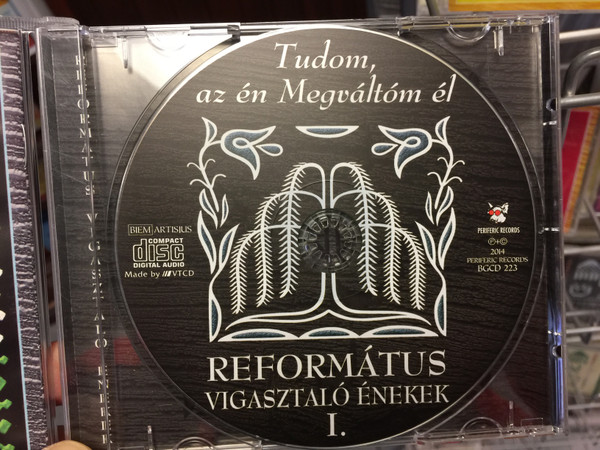 Tudom,
az én Megváltóm él
BIEM ARTISJUS
COMPACT
disc
DIGITAL AUDIO
Made by VTCD
PERIFERIC RECORDS
℗+©
2014
PERIFERIC RECORDS
BGCD 223
REFORMÁTUS
VIGASZTALÓ ÉNEKEK
I.
REFORMÁTUS VIGASZTALÓ ÉNEKEK